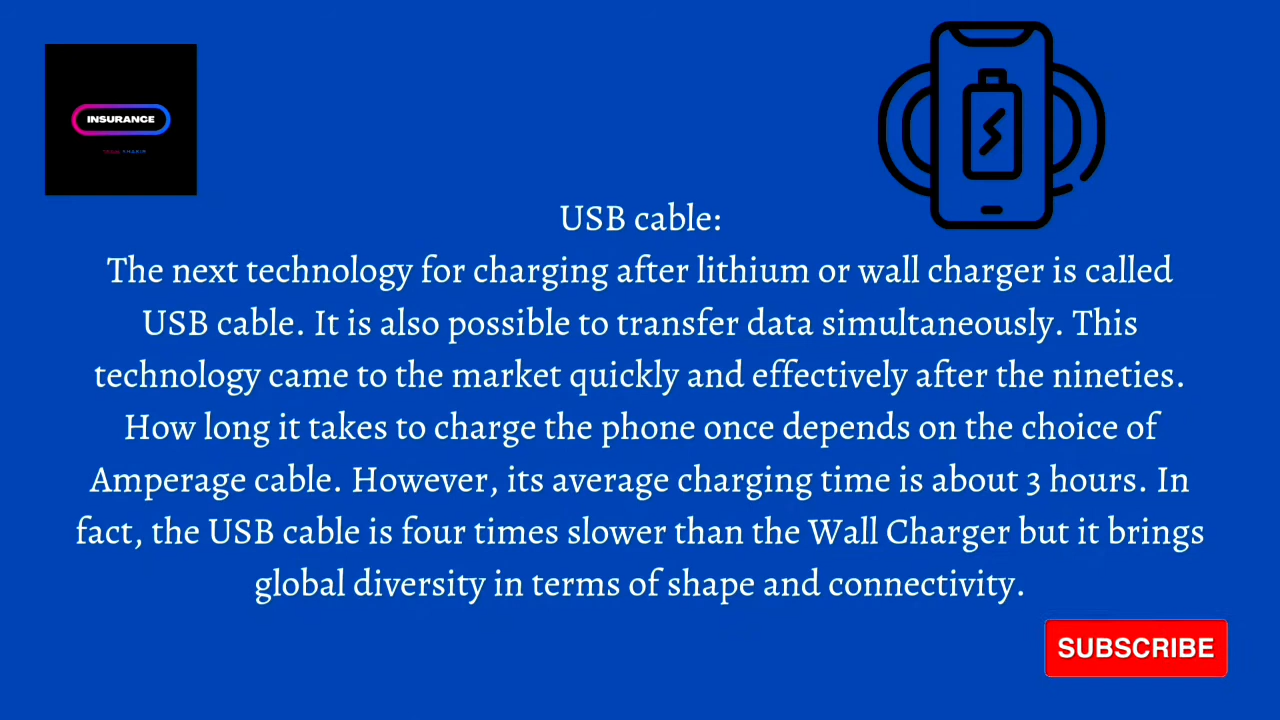 INSURANCE
USB cable:
The next technology for charging after lithium or wall charger is called
USB cable. It is also possible to transfer data simultaneously. This
technology came to the market quickly and effectively after the nineties.
How long it takes to charge the phone once depends on the choice of
Amperage cable. However, its average charging time is about 3 hours. In
fact, the USB cable is four times slower than the Wall Charger but it brings
global diversity in terms of shape and connectivity.
SUBSCRIBE